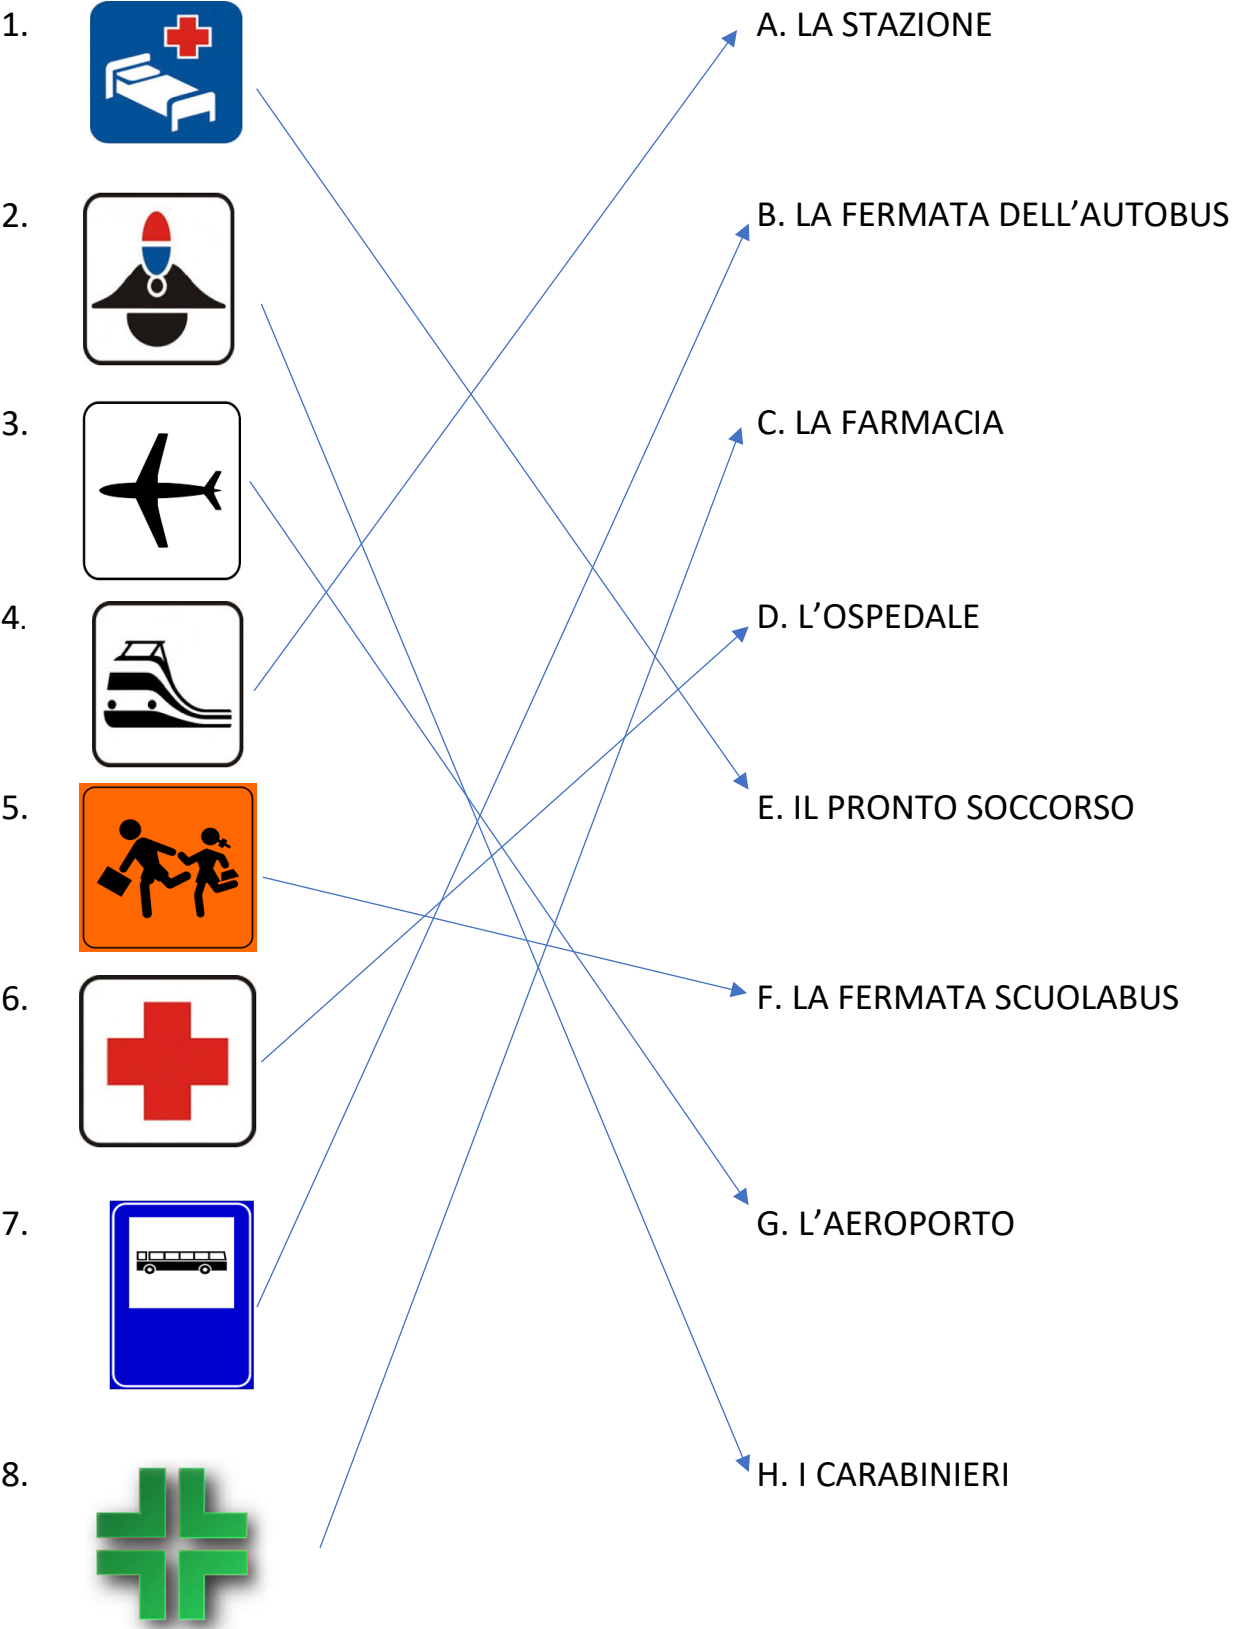 1. A. LA STAZIONE
2. B. LA FERMATA DELL’AUTOBUS
3. C. LA FARMACIA
4. D. L’OSPEDALE
5. E. IL PRONTO SOCCORSO
6. F. LA FERMATA SCUOLABUS
7. G. L’AEROPORTO
8. H. I CARABINIERI